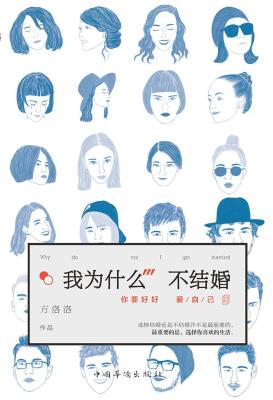 Why do not I get married
我为什么 不结婚
你要好好 爱/自/己
方洛洛
作品
选择结婚还是不结婚并不是最重要的，
最重要的是，选择你喜欢的生活。
中国华侨出版社